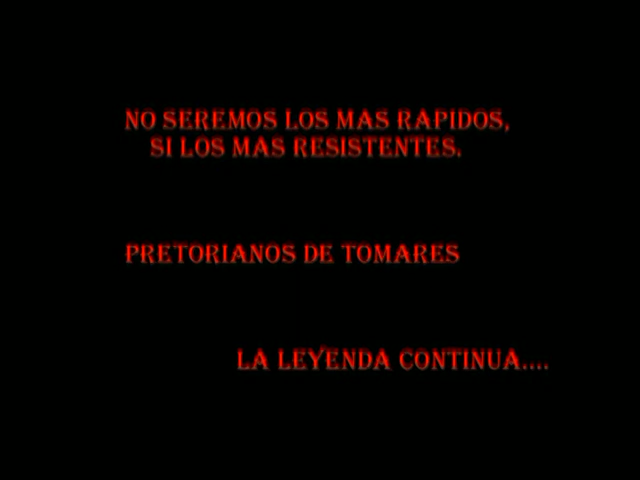 NO SEREMOS LOS MAS RAPIDOS,
SI LOS MAS RESISTENTES.
PRETORIANOS DE TOMARES
LA LEYENDA CONTINUA....